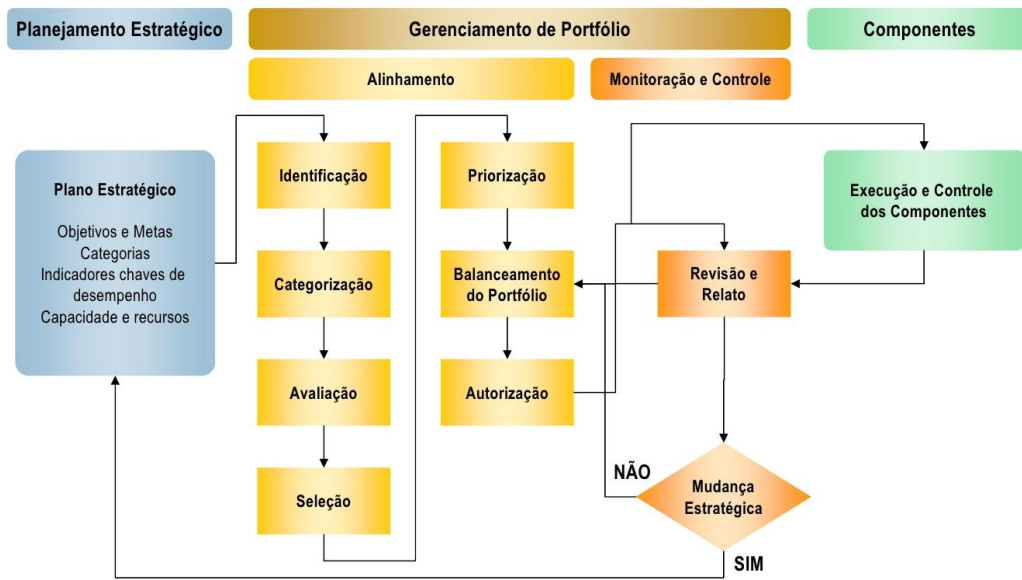 Planejamento Estratégico
Gerenciamento de Portfólio
Componentes
Alinhamento
Monitoração e Controle
Plano Estratégico
Objetivos e Metas
Categorias
Indicadores chaves de
desempenho
Capacidade e recursos
Identificação
Categorização
Avaliação
Seleção
Priorização
Balanceamento
do Portfólio
Autorização
Revisão e
Relato
Execução e Controle
dos Componentes
Mudança
Estratégica
NÃO
SIM